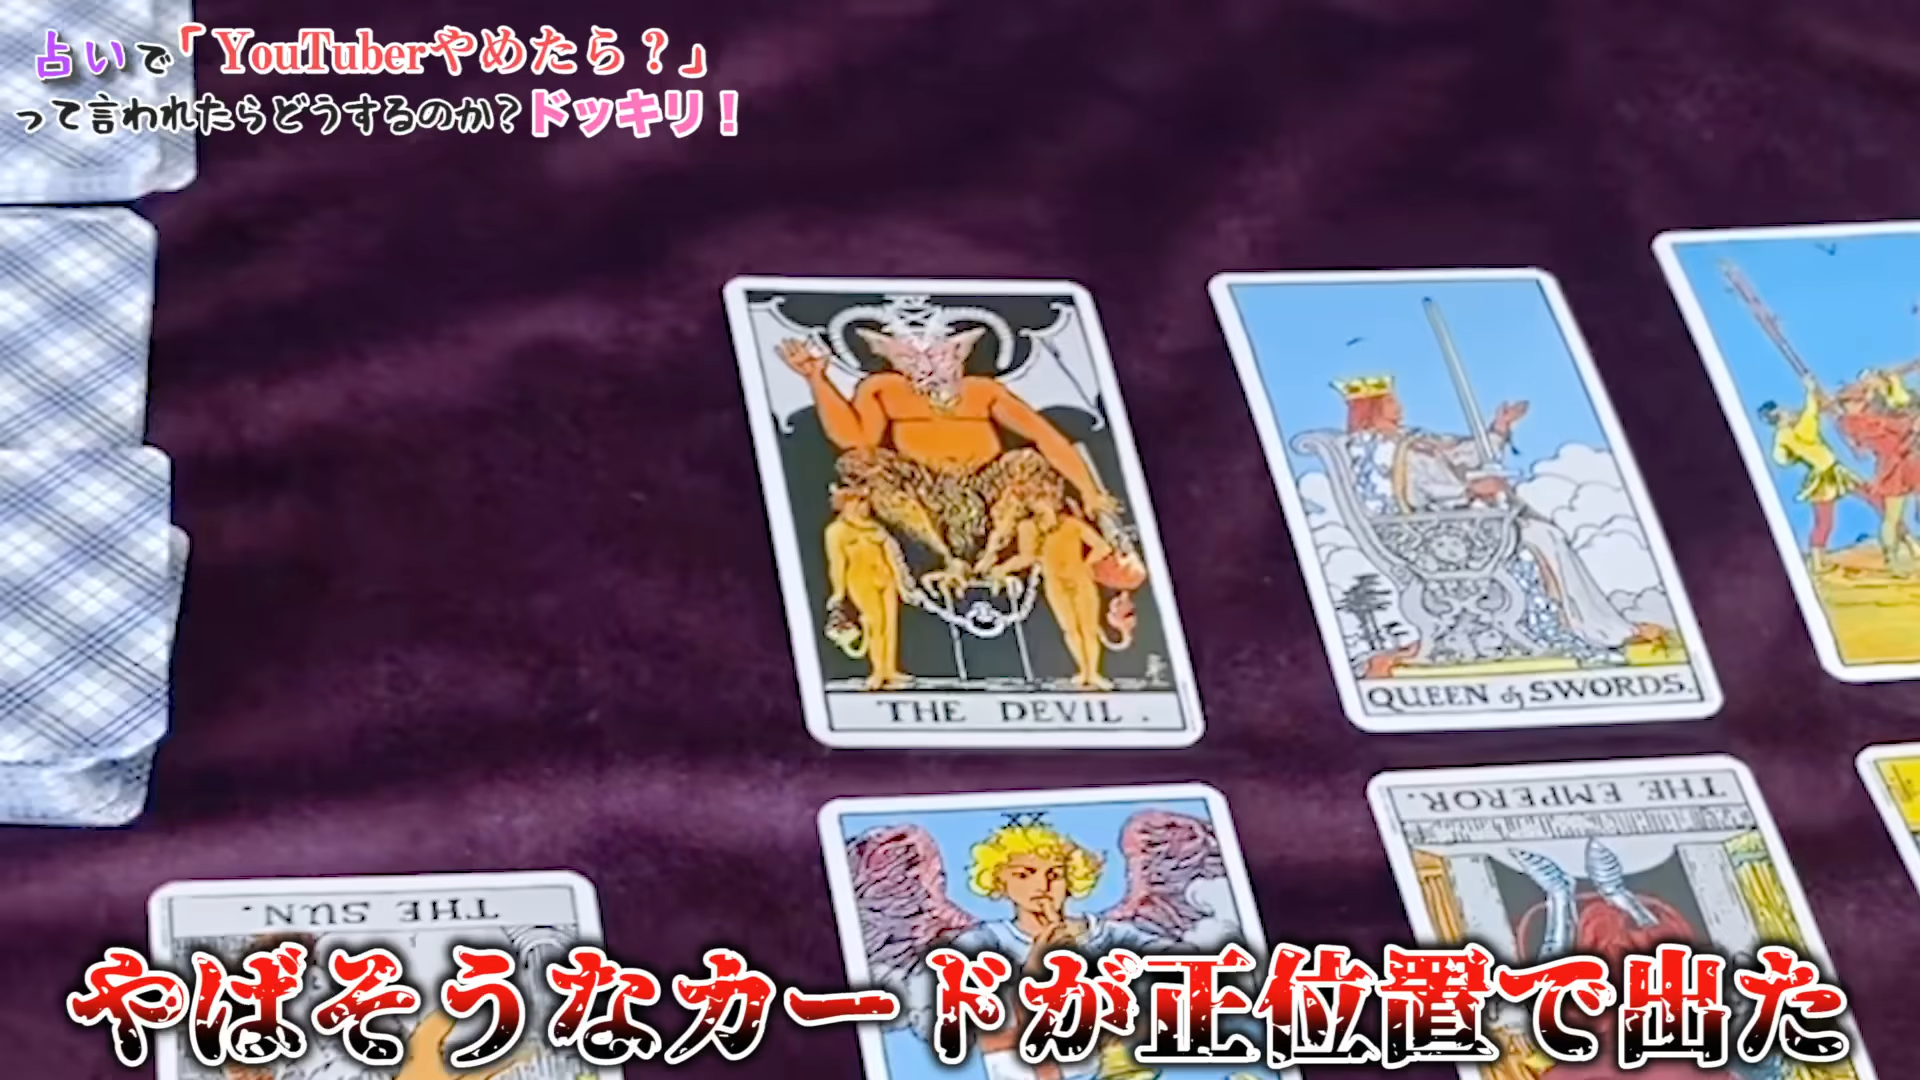 占いで「YouTuberやめたら？」
って言われたらどうするのか？ドッキリ！
THE DEVIL.
QUEEN of SWORDS.
XX
THE EMPEROR.
THE SUN.
やばそうなカードが正位置で出た